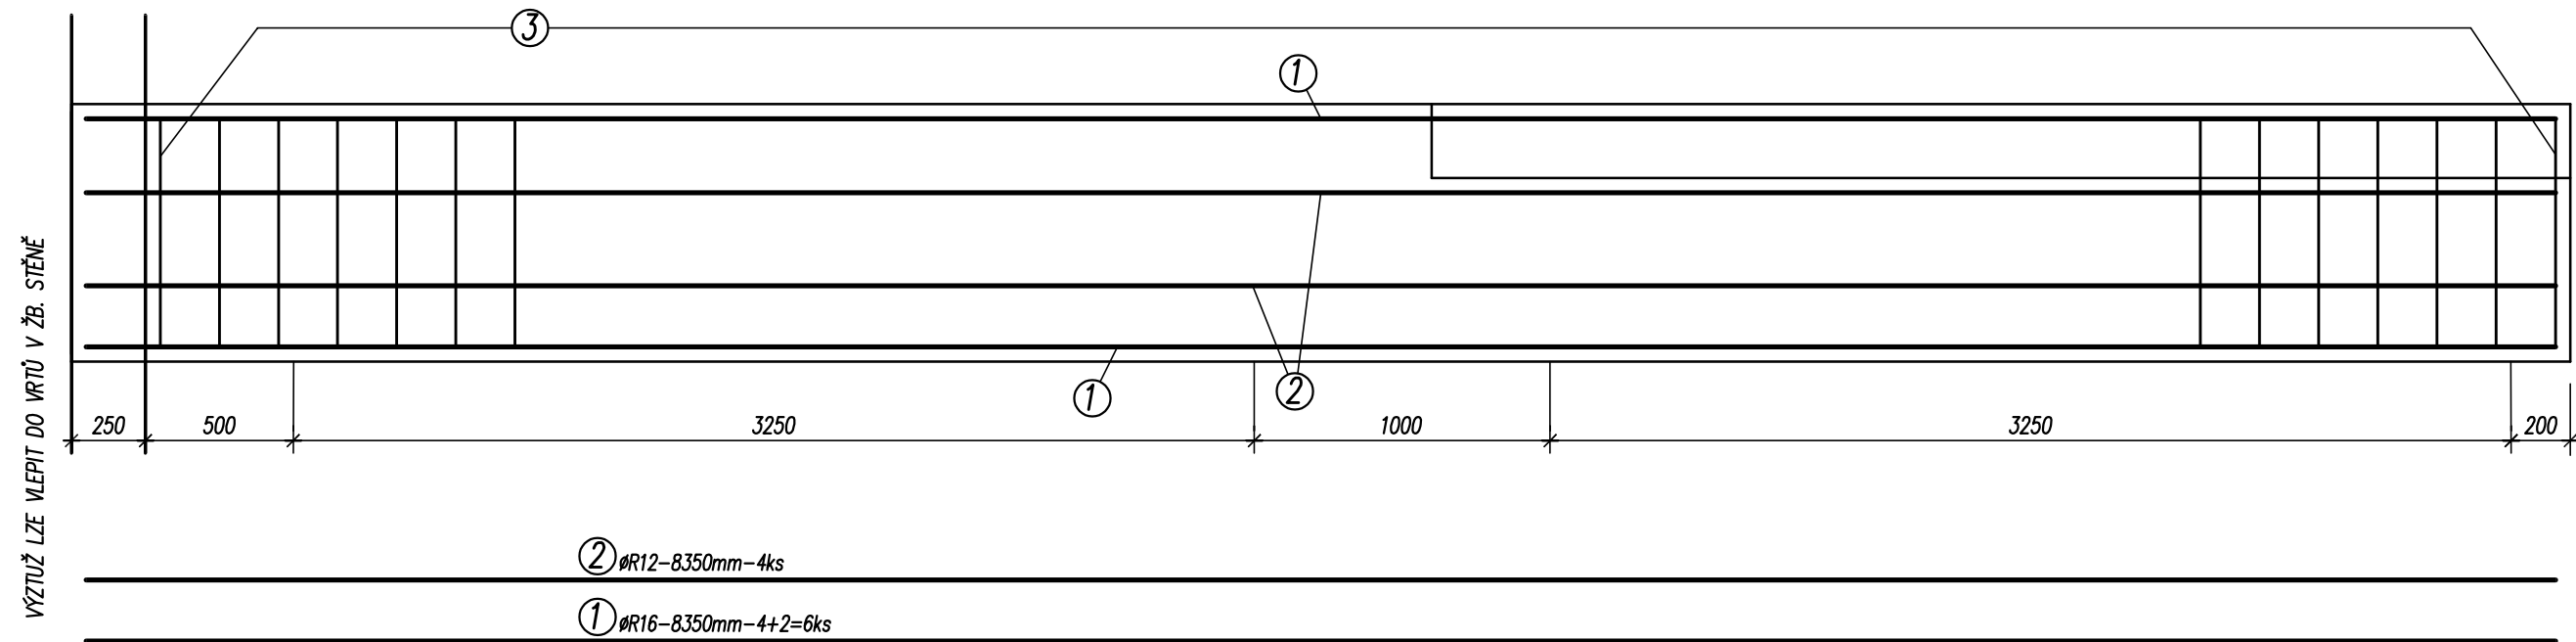 3
1
1
2
250 500 3250 1000 3250 200
VÝZTUŽ LZE VLEPIT DO VRTŮ V ŽB. STĚNĚ
2 øR12-8350mm-4ks
1 øR16-8350mm-4+2=6ks